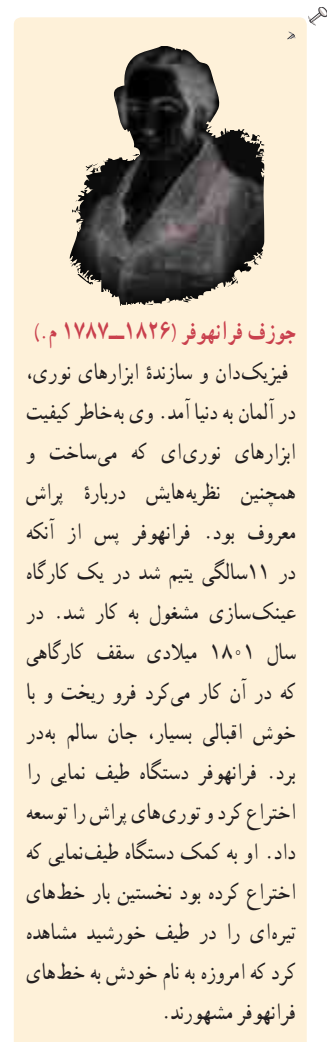 جوزف فرانهوفر (۱۸۲۶ــ۱۷۸۷ م.)
فیزیک‌دان و سازندهٔ ابزارهای نوری،
در آلمان به دنیا آمد. وی به‌خاطر کیفیت
ابزارهای نوری‌ای که می‌ساخت و
همچنین نظریه‌هایش دربارهٔ پراش
معروف بود. فرانهوفر پس از آنکه
در ۱۱سالگی یتیم شد در یک کارگاه
عینک‌سازی مشغول به کار شد. در
سال ۱۸۰۱ میلادی سقف کارگاهی
که در آن کار می‌کرد فرو ریخت و با
خوش اقبالی بسیار، جان سالم به‌در
برد. فرانهوفر دستگاه طیف نمایی را
اختراع کرد و توری‌های پراش را توسعه
داد. او به کمک دستگاه طیف‌نمایی که
اختراع کرده بود نخستین بار خط‌های
تیره‌ای را در طیف خورشید مشاهده
کرد که امروزه به نام خودش به خط‌های
فرانهوفر مشهورند.